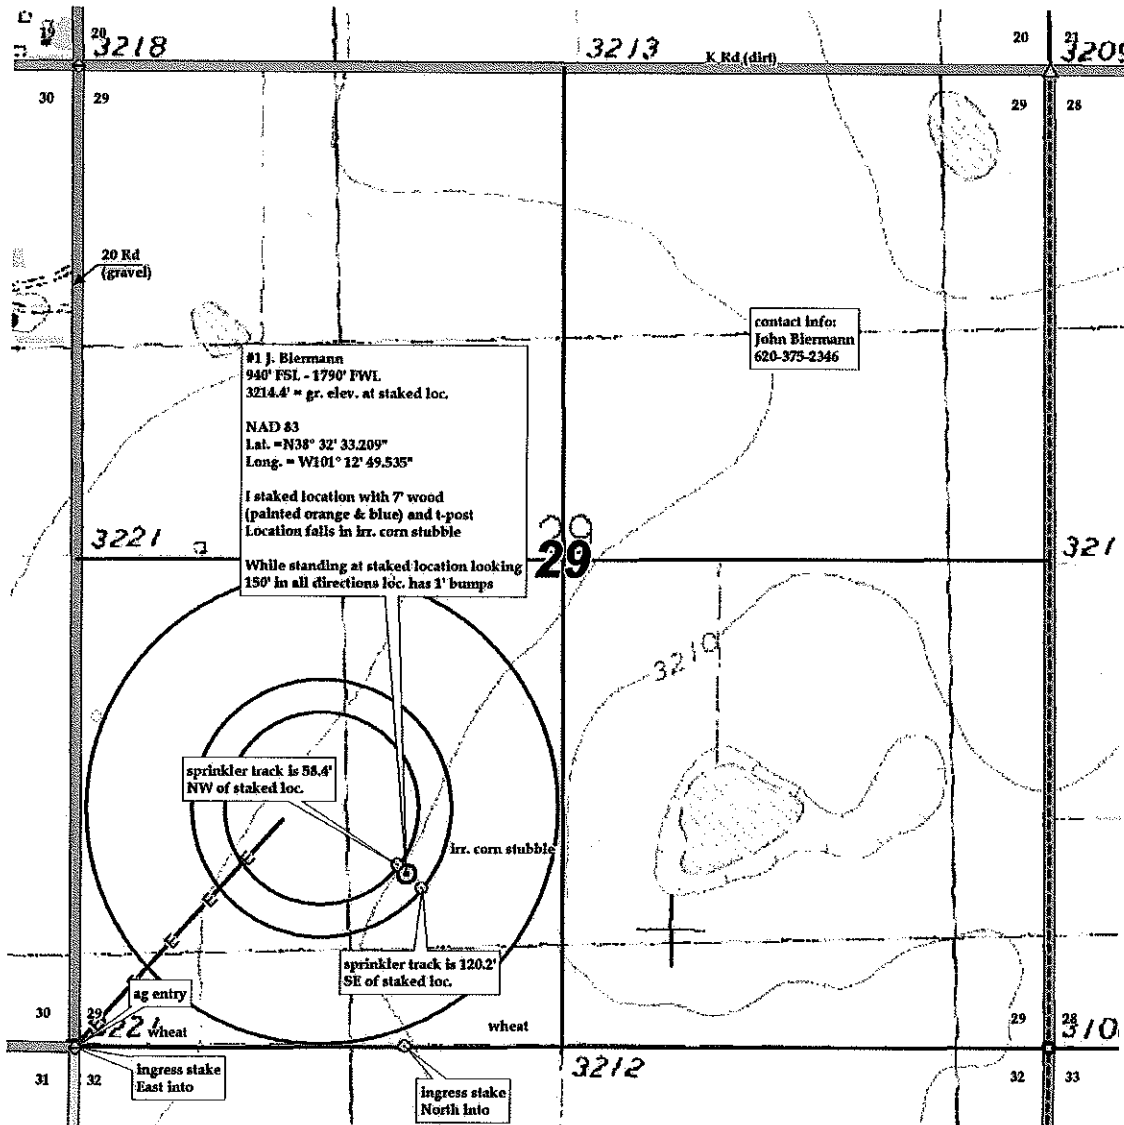 19
20
3218
3213
K Rd (dirt)
20
21
3209
30
29
29
28
20 Rd
(gravel)
contact info:
John Biermann
620-375-2346
#1 J. Biermann
940' FSL - 1790' FWL
3214.4' = gr. elev. at staked loc.
NAD 83
Lat. =N38° 32' 33.209"
Long. = W101° 12' 49.535"
I staked location with 7' wood
(painted orange & blue) and t-post
Location falls in irr. corn stubble
While standing at staked location looking
150' in all directions loc. has 1' bumps
3221
29
29
321
3210
sprinkler track is 58.4'
NW of staked loc.
irr. corn stubble
sprinkler track is 120.2'
SE of staked loc.
ag entry
E
E
E
E
E
30
29
3221
wheat
wheat
29
28
310
31
32
ingress stake
East into
ingress stake
North into
3212
32
33